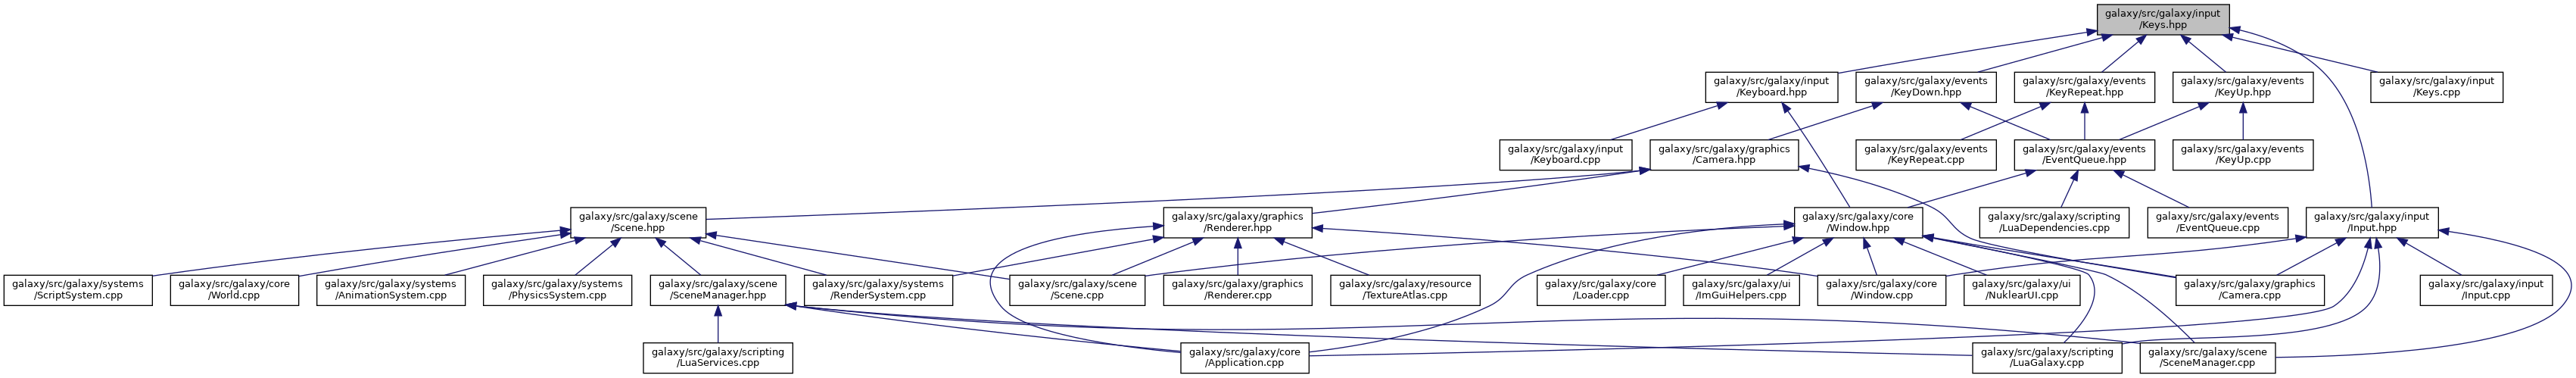 galaxy/src/galaxy/input
/Keys.hpp
galaxy/src/galaxy/input
/Keyboard.hpp
galaxy/src/galaxy/events
/KeyDown.hpp
galaxy/src/galaxy/events
/KeyRepeat.hpp
galaxy/src/galaxy/events
/KeyUp.hpp
galaxy/src/galaxy/input
/Keys.cpp
galaxy/src/galaxy/input
/Keyboard.cpp
galaxy/src/galaxy/graphics
/Camera.hpp
galaxy/src/galaxy/events
/KeyRepeat.cpp
galaxy/src/galaxy/events
/EventQueue.hpp
galaxy/src/galaxy/events
/KeyUp.cpp
galaxy/src/galaxy/scene
/Scene.hpp
galaxy/src/galaxy/graphics
/Renderer.hpp
galaxy/src/galaxy/core
/Window.hpp
galaxy/src/galaxy/scripting
/LuaDependencies.cpp
galaxy/src/galaxy/events
/EventQueue.cpp
galaxy/src/galaxy/input
/Input.hpp
galaxy/src/galaxy/systems
/ScriptSystem.cpp
galaxy/src/galaxy/core
/World.cpp
galaxy/src/galaxy/systems
/AnimationSystem.cpp
galaxy/src/galaxy/systems
/PhysicsSystem.cpp
galaxy/src/galaxy/scene
/SceneManager.hpp
galaxy/src/galaxy/systems
/RenderSystem.cpp
galaxy/src/galaxy/scene
/Scene.cpp
galaxy/src/galaxy/graphics
/Renderer.cpp
galaxy/src/galaxy/resource
/TextureAtlas.cpp
galaxy/src/galaxy/core
/Loader.cpp
galaxy/src/galaxy/ui
/ImGuiHelpers.cpp
galaxy/src/galaxy/core
/Window.cpp
galaxy/src/galaxy/ui
/NuklearUI.cpp
galaxy/src/galaxy/graphics
/Camera.cpp
galaxy/src/galaxy/input
/Input.cpp
galaxy/src/galaxy/scripting
/LuaServices.cpp
galaxy/src/galaxy/core
/Application.cpp
galaxy/src/galaxy/scripting
/LuaGalaxy.cpp
galaxy/src/galaxy/scene
/SceneManager.cpp